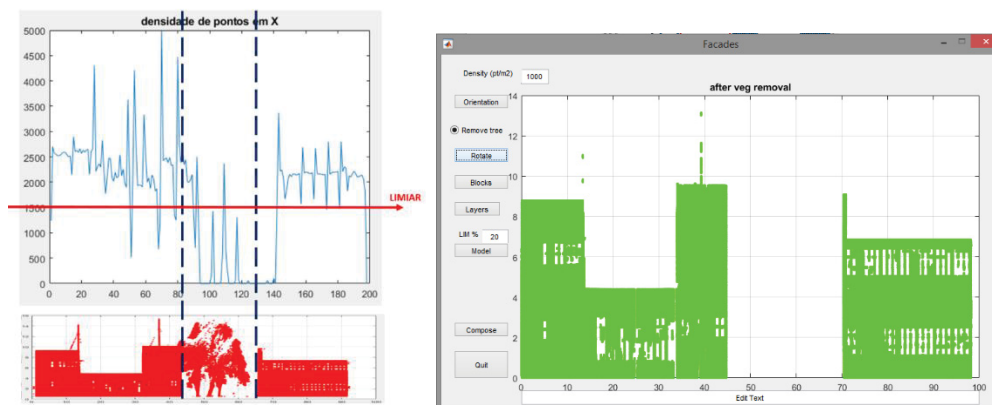 densidade de pontos em X
5000
4500
4000
3500
3000
2500
2000
1500
1000
500
0
0 20 40 60 80 100 120 140 160 180 200
LIMIAR
Facades
Density (pt/m2) 1000
Orientation
Remove tree
Rotate
Blocks
Layers
LIM % 20
Model
Compose
Quit
after veg removal
14
12
10
8
6
4
2
0
0 10 20 30 40 50 60 70 80 90 100
Edit Text